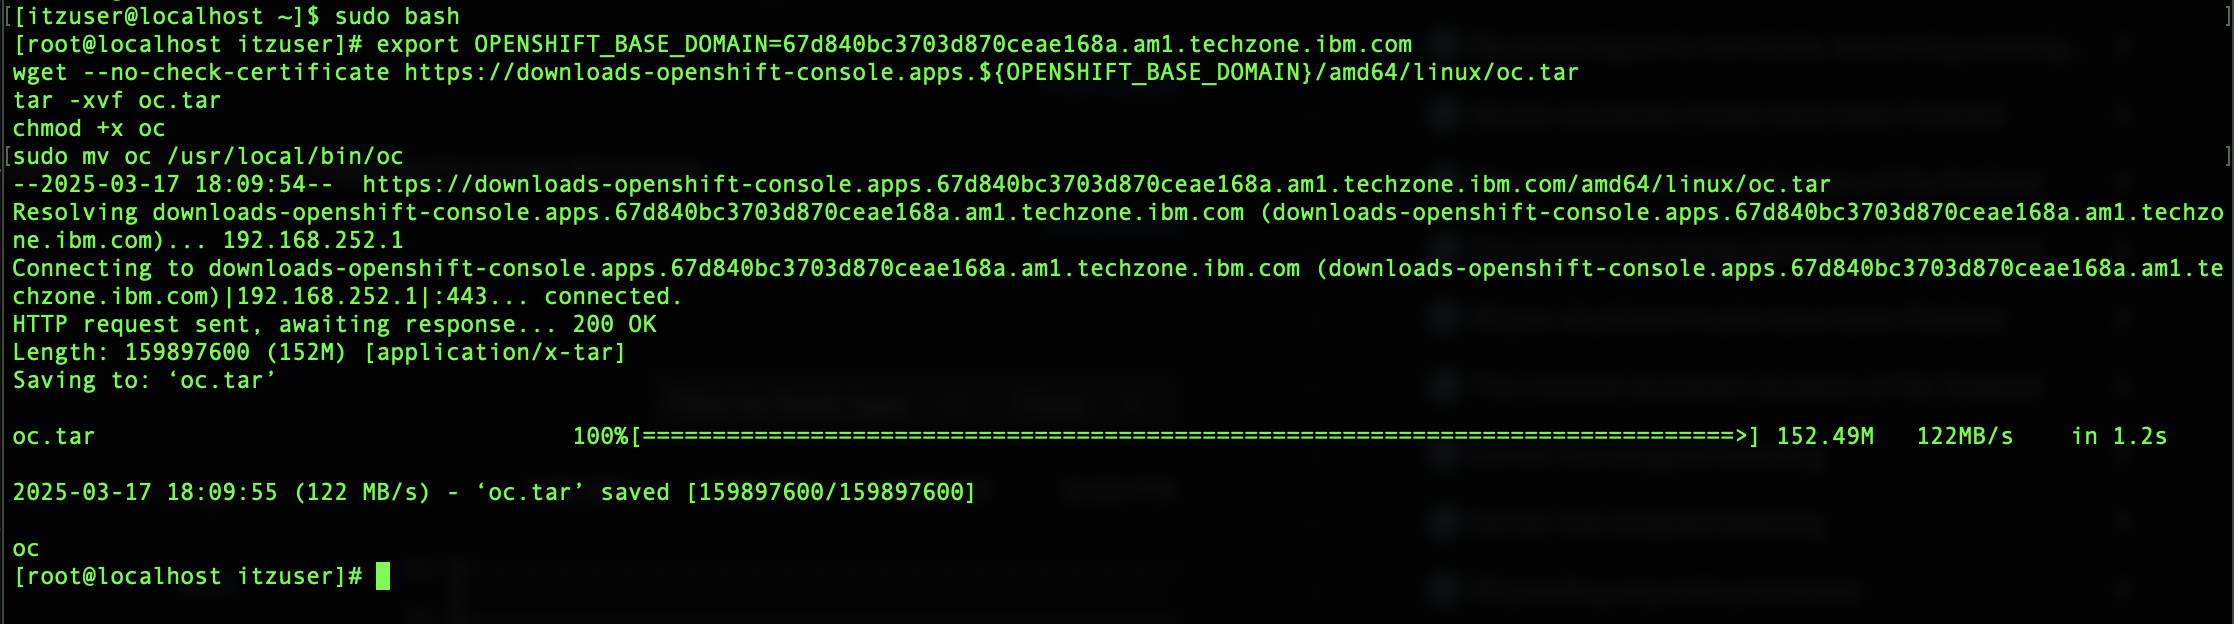 [[itzuser@localhost ~]$ sudo bash ]
[root@localhost itzuser]# export OPENSHIFT_BASE_DOMAIN=67d840bc3703d870ceae168a.am1.techzone.ibm.com
wget --no-check-certificate https://downloads-openshift-console.apps.${OPENSHIFT_BASE_DOMAIN}/amd64/linux/oc.tar
tar -xvf oc.tar
chmod +x oc
[sudo mv oc /usr/local/bin/oc ]
--2025-03-17 18:09:54--  https://downloads-openshift-console.apps.67d840bc3703d870ceae168a.am1.techzone.ibm.com/amd64/linux/oc.tar
Resolving downloads-openshift-console.apps.67d840bc3703d870ceae168a.am1.techzone.ibm.com (downloads-openshift-console.apps.67d840bc3703d870ceae168a.am1.techzo
ne.ibm.com)... 192.168.252.1
Connecting to downloads-openshift-console.apps.67d840bc3703d870ceae168a.am1.techzone.ibm.com (downloads-openshift-console.apps.67d840bc3703d870ceae168a.am1.te
chzone.ibm.com)|192.168.252.1|:443... connected.
HTTP request sent, awaiting response... 200 OK
Length: 159897600 (152M) [application/x-tar]
Saving to: ‘oc.tar’
oc.tar                                  100%[==============================================================================>] 152.49M   122MB/s    in 1.2s
2025-03-17 18:09:55 (122 MB/s) - ‘oc.tar’ saved [159897600/159897600]
oc
[root@localhost itzuser]#